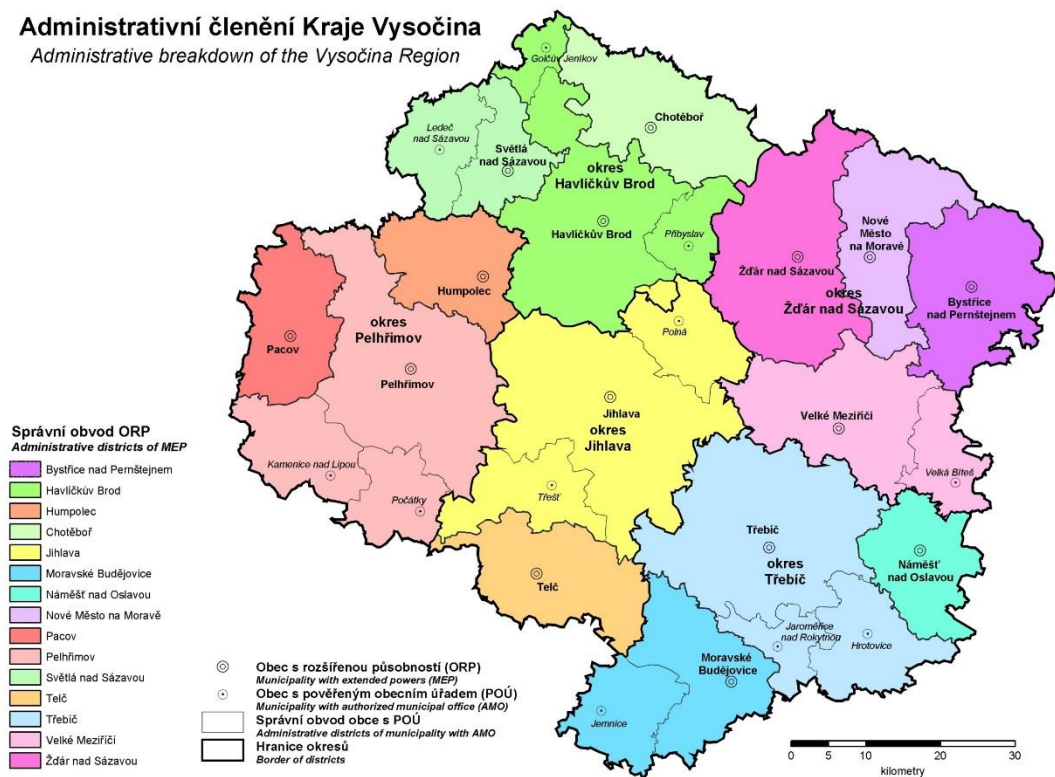 Administrativní členění Kraje Vysočina
Administrative breakdown of the Vysočina Region
Golčův Jeníkov
Chotěboř
Ledeč
nad Sázavou
Světlá
nad Sázavou
okres
Havlíčkův Brod
Havlíčkův Brod
Přibyslav
Nové
Město
na Moravě
Žďár nad Sázavou
okres
Žďár nad Sázavou
Bystřice
nad Pernštejnem
Humpolec
okres
Pelhřimov
Pacov
Pelhřimov
Polná
Jihlava
okres
Jihlava
Velké Meziříčí
Velká Bíteš
Kamenice nad Lipou
Počátky
Třešť
Telč
Třebíč
okres
Třebíč
Náměšť
nad Oslavou
Jaroměřice
nad Rokytnou
Hrotovice
Moravské
Budějovice
Jemnice
Správní obvod ORP
Administrative districts of MEP
Bystřice nad Pernštejnem
Havlíčkův Brod
Humpolec
Chotěboř
Jihlava
Moravské Budějovice
Náměšť nad Oslavou
Nové Město na Moravě
Pacov
Pelhřimov
Světlá nad Sázavou
Telč
Třebíč
Velké Meziříčí
Žďár nad Sázavou
Obec s rozšířenou působností (ORP)
Municipality with extended powers (MEP)
Obec s pověřeným obecním úřadem (POÚ)
Municipality with authorized municipal office (AMO)
Správní obvod obce s POÚ
Administrative districts of municipality with AMO
Hranice okresů
Border of districts
0 5 10 20 30
kilometry